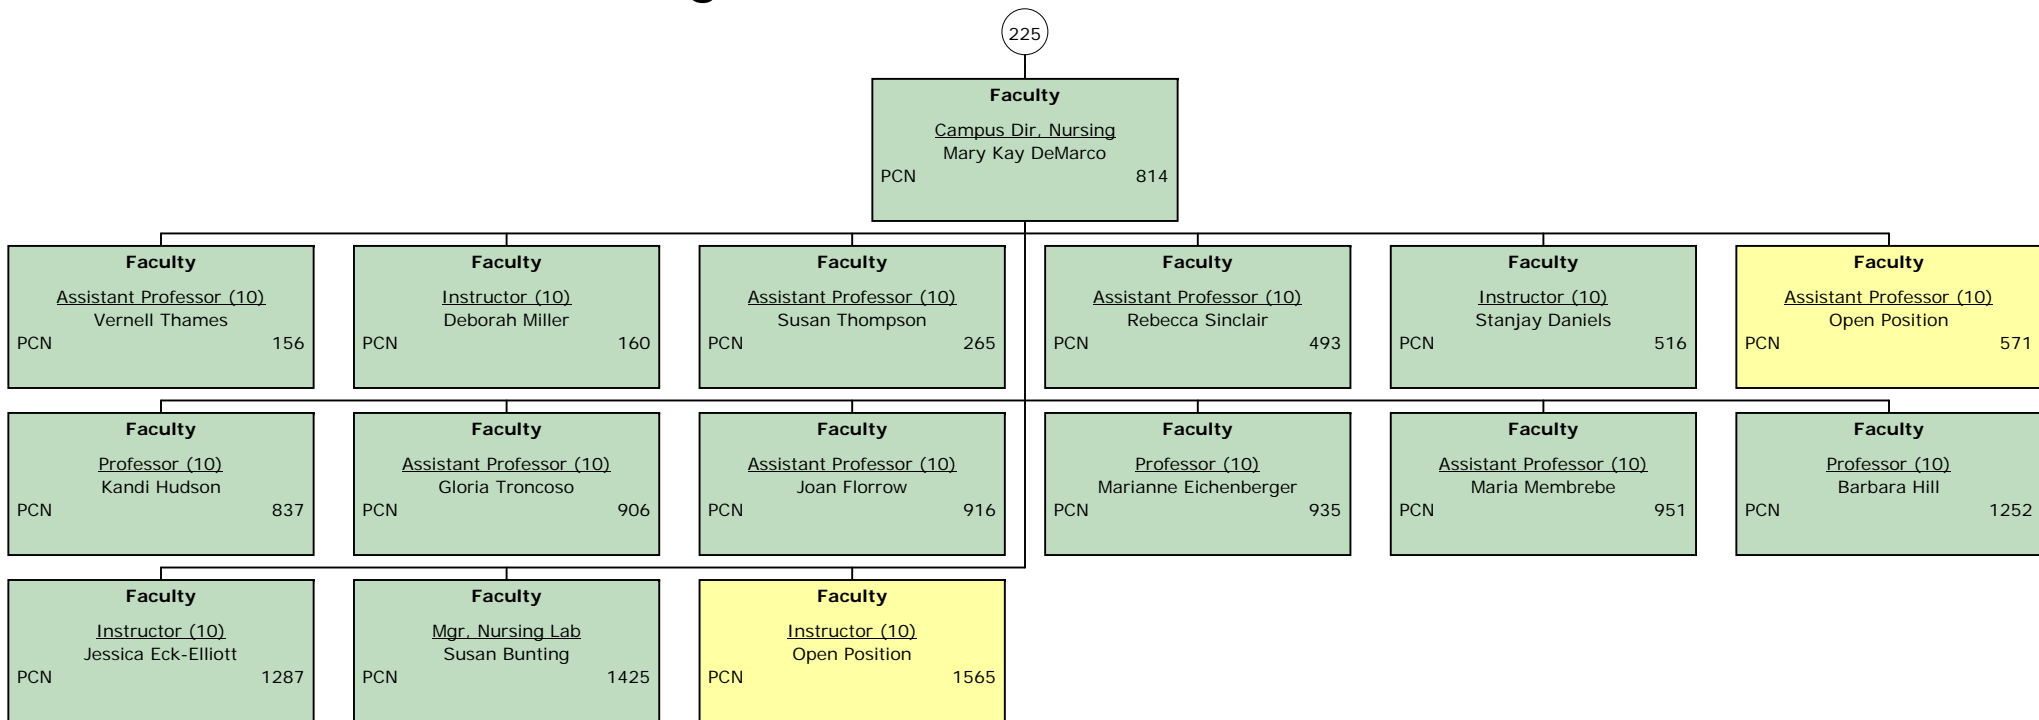 225
Faculty
Campus Dir, Nursing
Mary Kay DeMarco
PCN 814
Faculty
Assistant Professor (10)
Vernell Thames
PCN 156
Faculty
Instructor (10)
Deborah Miller
PCN 160
Faculty
Assistant Professor (10)
Susan Thompson
PCN 265
Faculty
Assistant Professor (10)
Rebecca Sinclair
PCN 493
Faculty
Instructor (10)
Stanjay Daniels
PCN 516
Faculty
Assistant Professor (10)
Open Position
PCN 571
Faculty
Professor (10)
Kandi Hudson
PCN 837
Faculty
Assistant Professor (10)
Gloria Troncoso
PCN 906
Faculty
Assistant Professor (10)
Joan Florrow
PCN 916
Faculty
Professor (10)
Marianne Eichenberger
PCN 935
Faculty
Assistant Professor (10)
Maria Membrebe
PCN 951
Faculty
Professor (10)
Barbara Hill
PCN 1252
Faculty
Instructor (10)
Jessica Eck-Elliott
PCN 1287
Faculty
Mgr, Nursing Lab
Susan Bunting
PCN 1425
Faculty
Instructor (10)
Open Position
PCN 1565